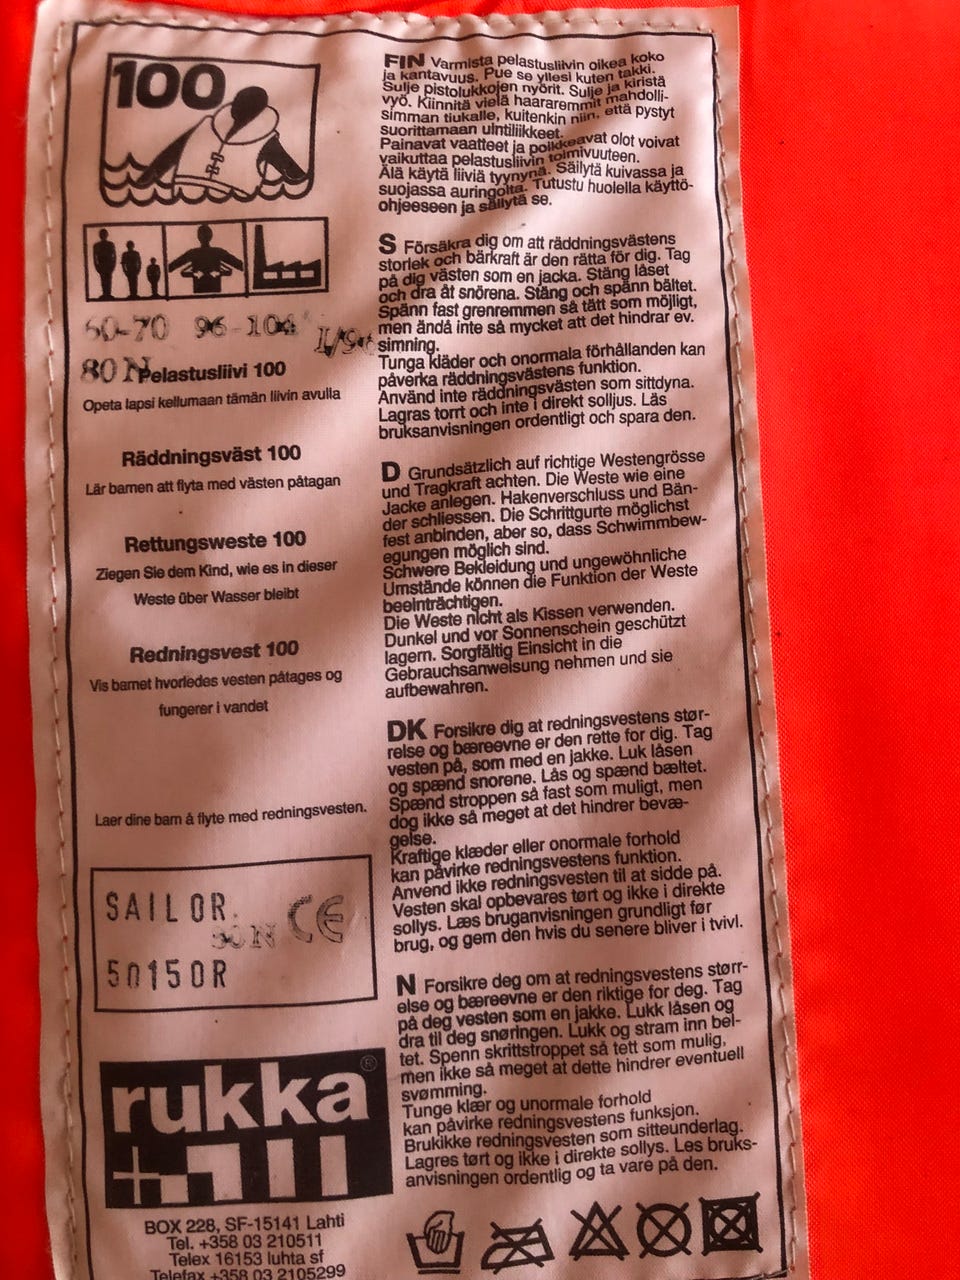 100
60-70 96-104 1/96
80 N
Pelastusliivi 100
Opeta lapsi kellumaan tämän liivin avulla
Räddningsväst 100
Lär barnen att flyta med västen påtagan
Rettungsweste 100
Ziegen Sie dem Kind, wie es in dieser
Weste über Wasser bleibt
Redningsvest 100
Vis barnet hvorledes vesten påtages og
fungerer i vandet
Laer dine barn å flyte med redningsvesten.
SAILOR
50N CE
50150R
rukka®
BOX 228, SF-15141 Lahti
Tel. +358 03 210511
Telex 16153 luhta sf
Telefax +358 03 2105299
FIN Varmista pelastusliivin oikea koko
ja kantavuus. Pue se yllesi kuten takki.
Sulje pistolukkojen nyörit. Sulje ja kiristä
vyö. Kiinnitä vielä haararemmit mahdolli-
simman tiukalle, kuitenkin niin, että pystyt
suorittamaan uintiliikkeet.
Painavat vaatteet ja poikkeavat olot voivat
vaikuttaa pelastusliivin toimivuuteen.
Älä käytä liiviä tyynynä. Säilytä kuivassa ja
suojassa auringolta. Tutustu huolella käyttö-
ohjeeseen ja säilytä se.
S Försäkra dig om att räddningsvästens
storlek och bärkraft är den rätta för dig. Tag
på dig västen som en jacka. Stäng låset
och dra åt snörena. Stäng och spänn bältet.
Spänn fast grenremmen så tätt som möjligt,
men ändå inte så mycket att det hindrar ev.
simning.
Tunga kläder och onormala förhållanden kan
påverka räddningsvästens funktion.
Använd inte räddningsvästen som sittdyna.
Lagras torrt och inte i direkt solljus. Läs
bruksanvisningen ordentligt och spara den.
D Grundsätzlich auf richtige Westengrösse
und Tragkraft achten. Die Weste wie eine
Jacke anlegen. Hakenverschluss und Bän-
der schliessen. Die Schrittgurte möglichst
fest anbinden, aber so, dass Schwimmbew-
egungen möglich sind.
Schwere Bekleidung und ungewöhnliche
Umstände können die Funktion der Weste
beeinträchtigen.
Die Weste nicht als Kissen verwenden.
Dunkel und vor Sonnenschein geschützt
lagern. Sorgfältig Einsicht in die
Gebrauchsanweisung nehmen und sie
aufbewahren.
DK Forsikre dig at redningsvestens stør-
relse og bæreevne er den rette for dig. Tag
vesten på, som med en jakke. Luk låsen
og spænd snorene. Lås og spænd bæltet.
Spænd stroppen så fast som muligt, men
dog ikke så meget at det hindrer bevæ-
gelse.
Kraftige klæder eller onormale forhold
kan påvirke redningsvestens funktion.
Anvend ikke redningsvesten til at sidde på.
Vesten skal opbevares tørt og ikke i direkte
sollys. Læs bruganvisningen grundigt før
brug, og gem den hvis du senere bliver i tvivl.
N Forsikre deg om at redningsvestens størr-
else og bæreevne er den riktige for deg. Tag
på deg vesten som en jakke. Lukk låsen og
dra til deg snøringen. Lukk og stram inn bel-
tet. Spenn skrittstroppet så tett som mulig,
men ikke så meget at dette hindrer eventuell
svømming.
Tunge klær og unormale forhold
kan påvirke redningsvestens funksjon.
Brukikke redningsvesten som sitteunderlag.
Lagres tørt og ikke i direkte sollys. Les bruks-
anvisningen ordentlig og ta vare på den.